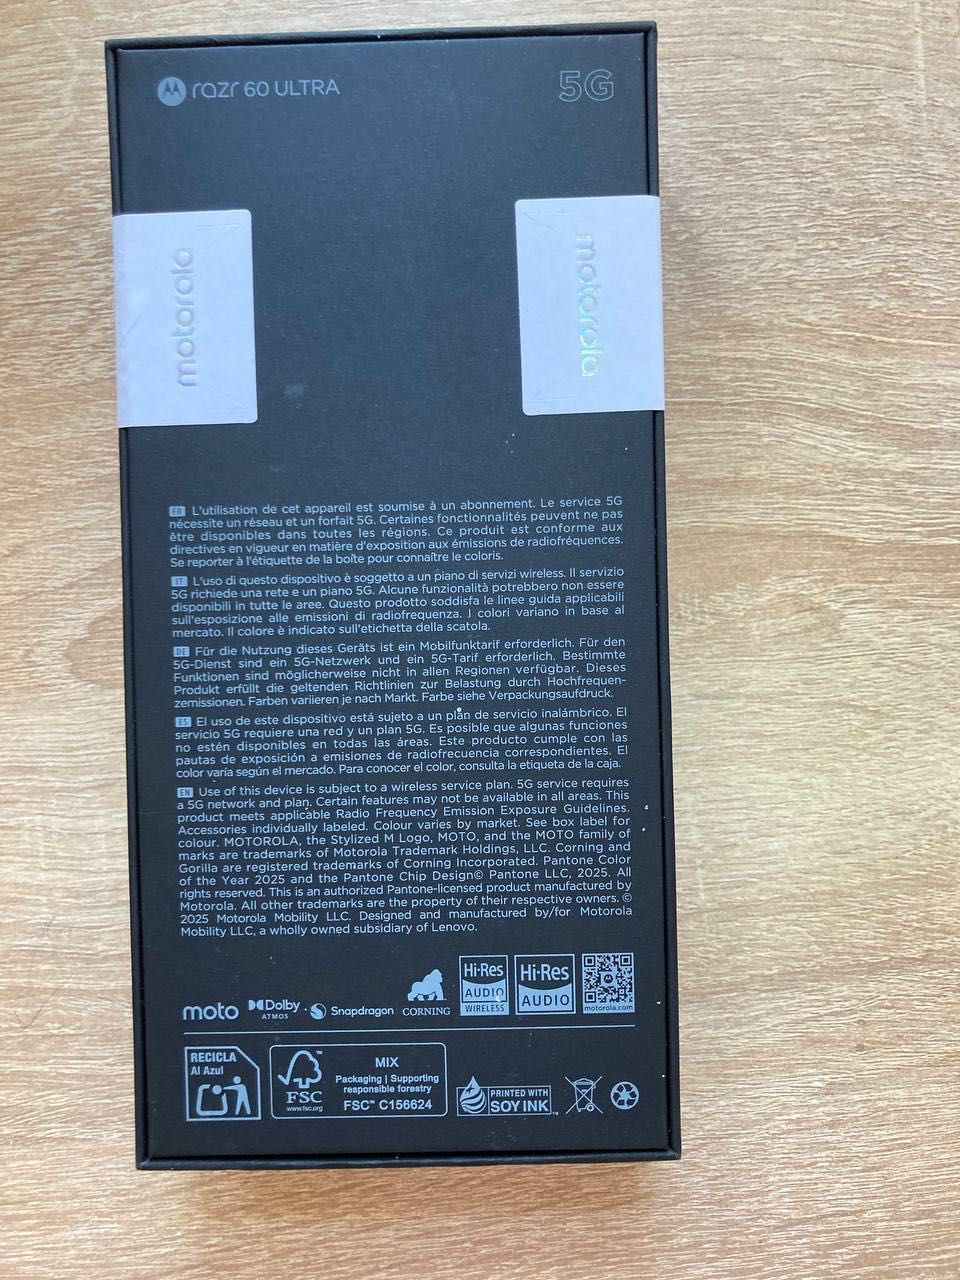 razr 60 ULTRA
5G
motorola
motorola
FR L'utilisation de cet appareil est soumise à un abonnement. Le service 5G
nécessite un réseau et un forfait 5G. Certaines fonctionnalités peuvent ne pas
être disponibles dans toutes les régions. Ce produit est conforme aux
directives en vigueur en matière d'exposition aux émissions de radiofréquences.
Se reporter à l'étiquette de la boîte pour connaître le coloris.
IT L'uso di questo dispositivo è soggetto a un piano di servizi wireless. Il servizio
5G richiede una rete e un piano 5G. Alcune funzionalità potrebbero non essere
disponibili in tutte le aree. Questo prodotto soddisfa le linee guida applicabili
sull'esposizione alle emissioni di radiofrequenza. I colori variano in base al
mercato. Il colore è indicato sull'etichetta della scatola.
DE Für die Nutzung dieses Geräts ist ein Mobilfunktarif erforderlich. Für den
5G-Dienst sind ein 5G-Netzwerk und ein 5G-Tarif erforderlich. Bestimmte
Funktionen sind möglicherweise nicht in allen Regionen verfügbar. Dieses
Produkt erfüllt die geltenden Richtlinien zur Belastung durch Hochfrequen-
zemissionen. Farben variieren je nach Markt. Farbe siehe Verpackungsaufdruck.
ES El uso de este dispositivo está sujeto a un plan de servicio inalámbrico. El
servicio 5G requiere una red y un plan 5G. Es posible que algunas funciones
no estén disponibles en todas las áreas. Este producto cumple con las
pautas de exposición a emisiones de radiofrecuencia correspondientes. El
color varía según el mercado. Para conocer el color, consulta la etiqueta de la caja.
EN Use of this device is subject to a wireless service plan. 5G service requires
a 5G network and plan. Certain features may not be available in all areas. This
product meets applicable Radio Frequency Emission Exposure Guidelines.
Accessories individually labeled. Colour varies by market. See box label for
colour. MOTOROLA, the Stylized M Logo, MOTO, and the MOTO family of
marks are trademarks of Motorola Trademark Holdings, LLC. Corning and
Gorilla are registered trademarks of Corning Incorporated. Pantone Color
of the Year 2025 and the Pantone Chip Design© Pantone LLC, 2025. All
rights reserved. This is an authorized Pantone-licensed product manufactured by
Motorola. All other trademarks are the property of their respective owners. ©
2025 Motorola Mobility LLC. Designed and manufactured by/for Motorola
Mobility LLC, a wholly owned subsidiary of Lenovo.
moto
Dolby
ATMOS
Snapdragon
CORNING
Hi-Res
AUDIO
WIRELESS
Hi-Res
AUDIO
motorola.com
RECICLA
Al Azul
FSC™
www.fsc.org
MIX
Packaging | Supporting
responsible forestry
FSC™ C156624
PRINTED WITH
SOY INK™